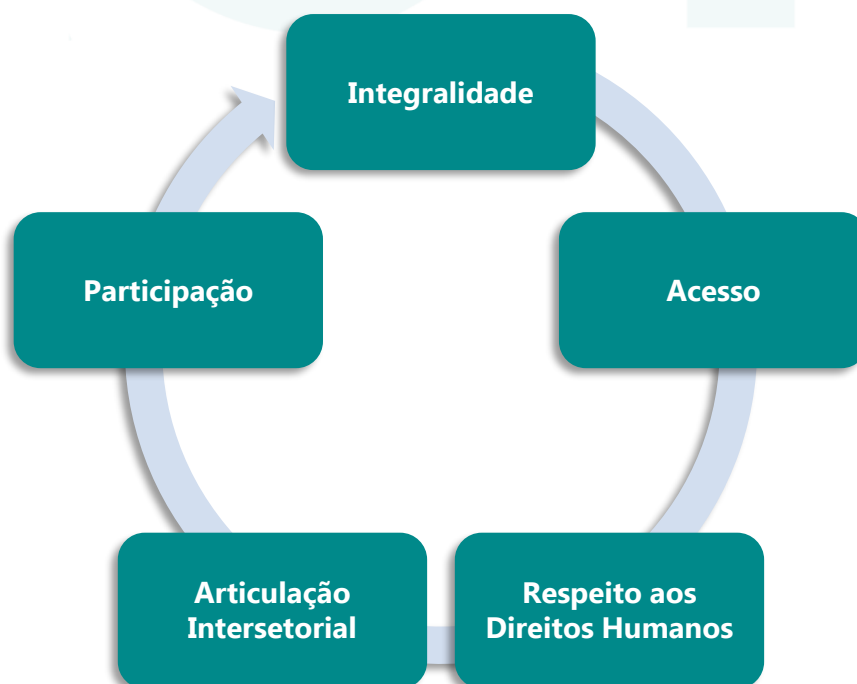 Integralidade
Acesso
Respeito aos
Direitos Humanos
Articulação
Intersetorial
Participação